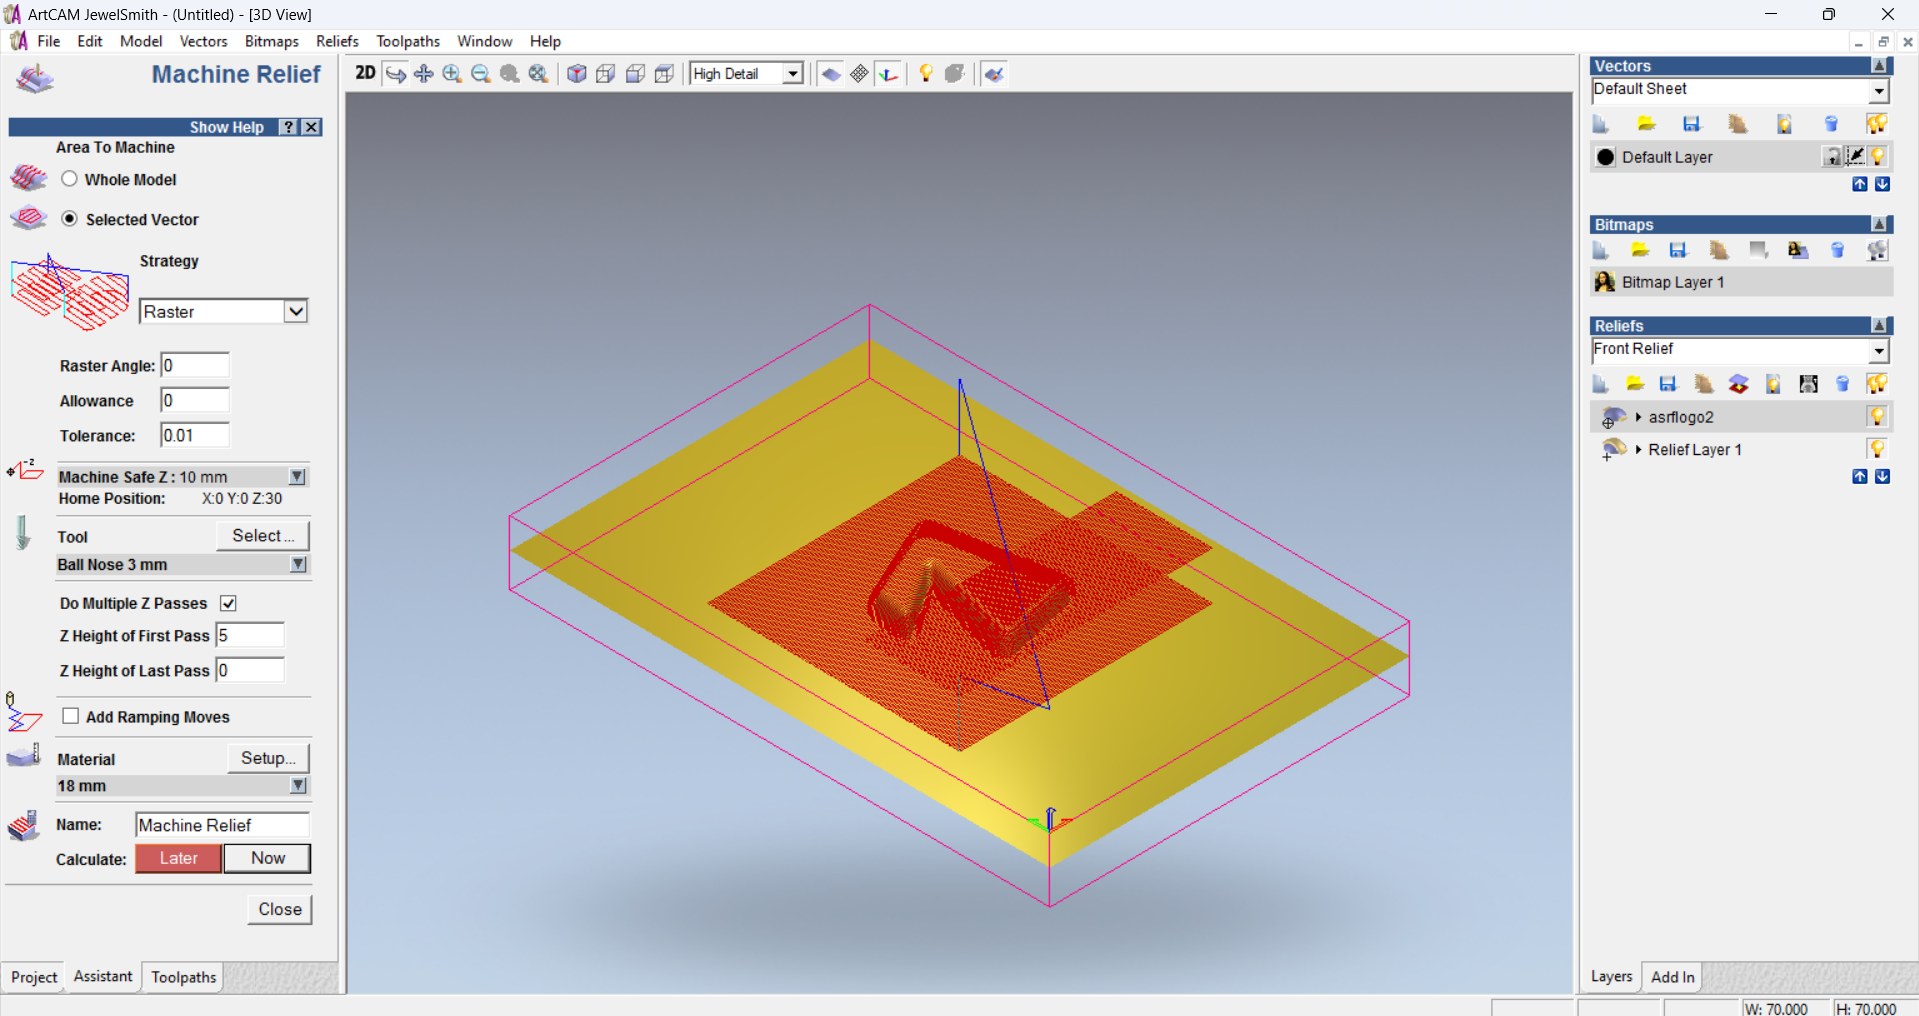 ArtCAM JewelSmith - (Untitled) - [3D View]
File Edit Model Vectors Bitmaps Reliefs Toolpaths Window Help
Machine Relief
Show Help ?
Area To Machine
Whole Model
Selected Vector
Strategy
Raster
Raster Angle: 0
Allowance 0
Tolerance: 0.01
-z
Machine Safe Z : 10 mm
Home Position: X:0 Y:0 Z:30
Tool Select ...
Ball Nose 3 mm
Do Multiple Z Passes
Z Height of First Pass 5
Z Height of Last Pass 0
Add Ramping Moves
Material Setup...
18 mm
Name: Machine Relief
Calculate: Later Now
Close
Project Assistant Toolpaths
2D High Detail
Vectors
Default Sheet
Default Layer
Bitmaps
Bitmap Layer 1
Reliefs
Front Relief
asrflogo2
Relief Layer 1
Layers Add In
W: 70.000 H: 70.000